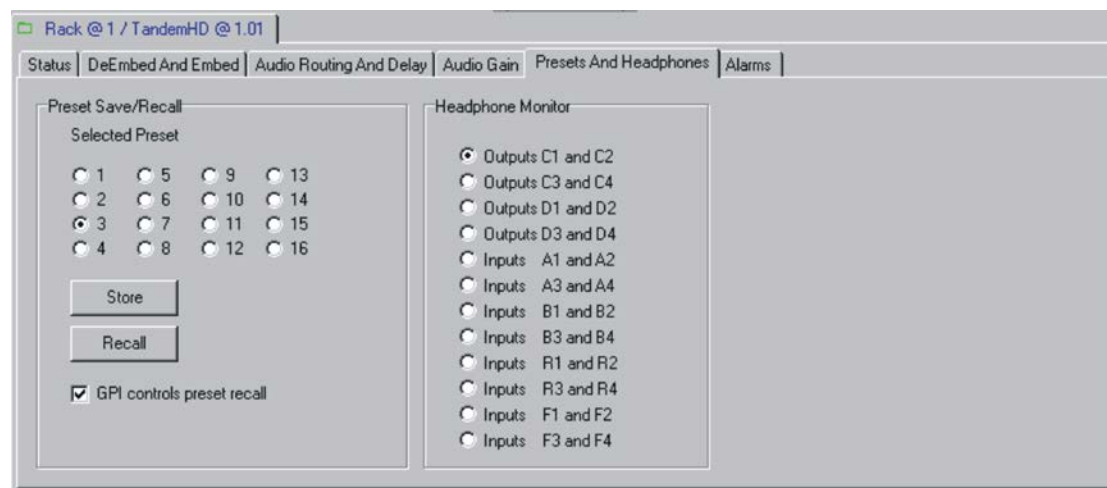 Rack @ 1 / TandemHD @ 1.01
Status DeEmbed And Embed Audio Routing And Delay Audio Gain Presets And Headphones Alarms
Preset Save/Recall
Selected Preset
1 5 9 13
2 6 10 14
3 7 11 15
4 8 12 16
Store
Recall
GPI controls preset recall
Headphone Monitor
Outputs C1 and C2
Outputs C3 and C4
Outputs D1 and D2
Outputs D3 and D4
Inputs A1 and A2
Inputs A3 and A4
Inputs B1 and B2
Inputs B3 and B4
Inputs R1 and R2
Inputs R3 and R4
Inputs F1 and F2
Inputs F3 and F4